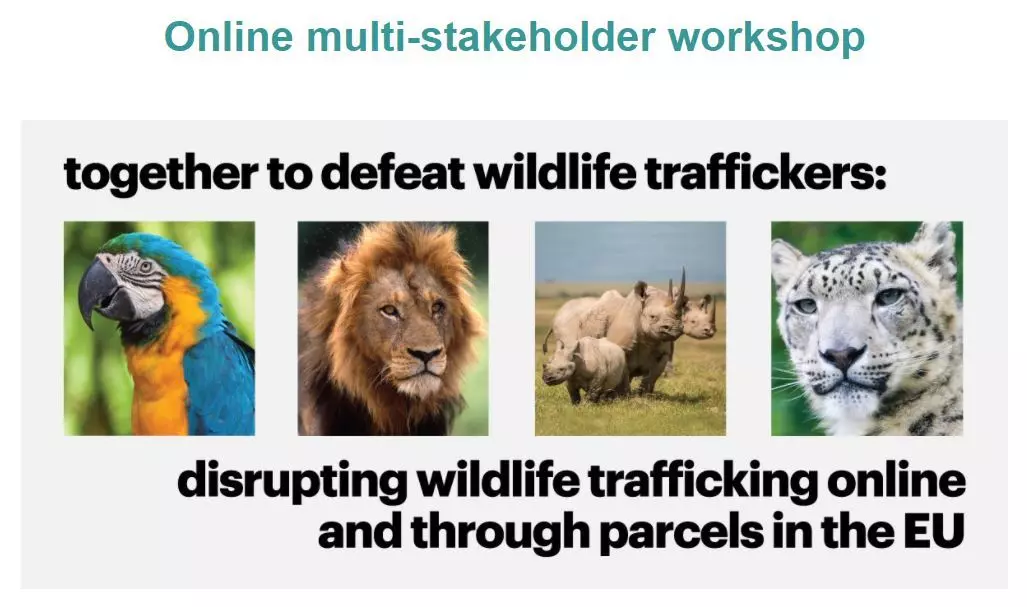 Online multi-stakeholder workshop
together to defeat wildlife traffickers:
disrupting wildlife trafficking online
and through parcels in the EU